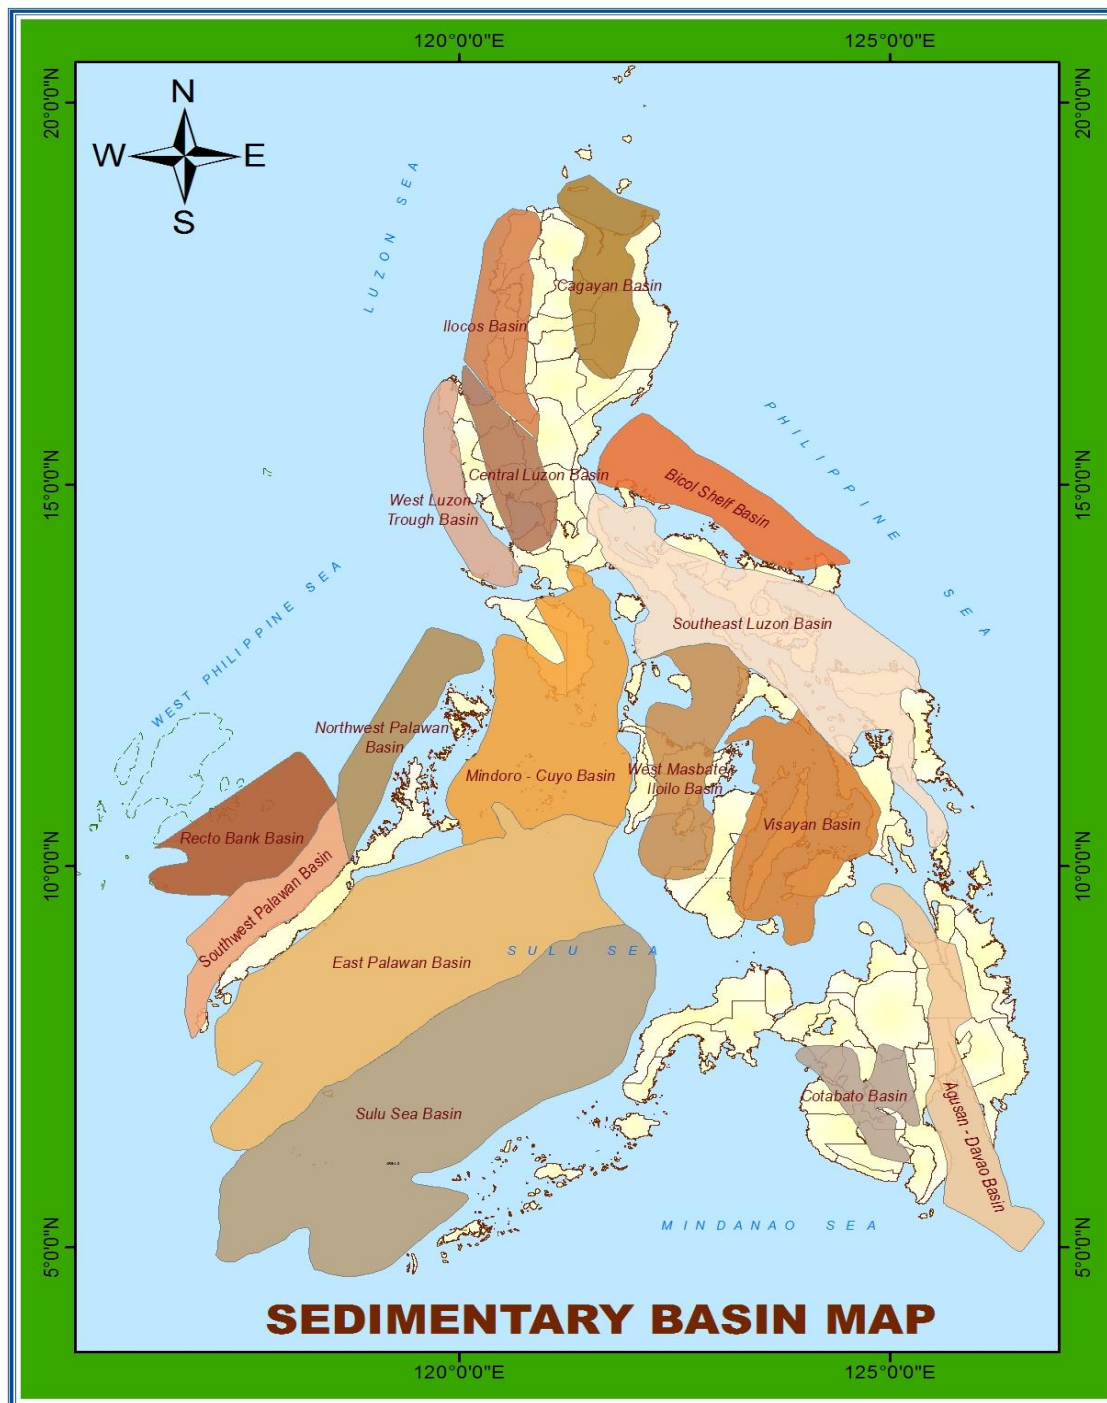 120°0'0"E
125°0'0"E
20°0'0"N
20°0'0"N
N
W
E
S
LUZON SEA
Cagayan Basin
Ilocos Basin
PHILIPPINE SEA
Central Luzon Basin
Bicol Shelf Basin
15°0'0"N
15°0'0"N
West Luzon
Trough Basin
WEST PHILIPPINE SEA
Southeast Luzon Basin
Northwest Palawan
Basin
Mindoro - Cuyo Basin
West Masbate
Iloilo Basin
Visayan Basin
Recto Bank Basin
10°0'0"N
10°0'0"N
Southwest Palawan Basin
SULU SEA
East Palawan Basin
Cotabato Basin
Sulu Sea Basin
Agusan - Davao Basin
MINDANAO SEA
5°0'0"N
5°0'0"N
SEDIMENTARY BASIN MAP
120°0'0"E
125°0'0"E